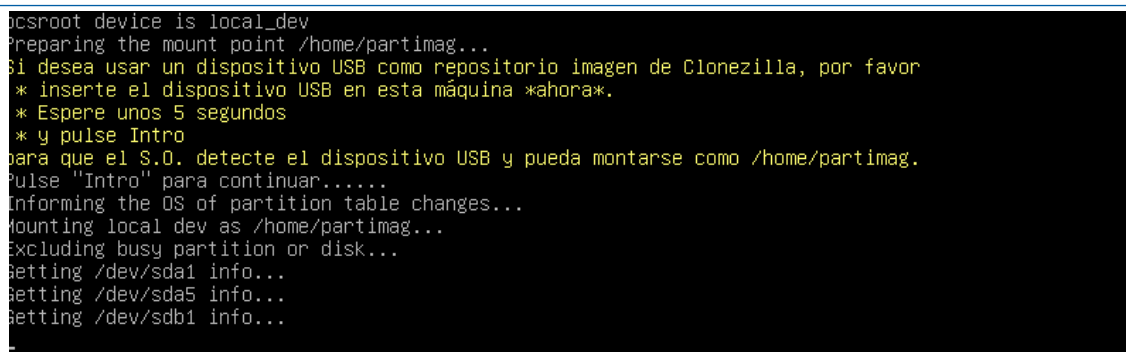 ocsroot device is local_dev
Preparing the mount point /home/partimag...
Si desea usar un dispositivo USB como repositorio imagen de Clonezilla, por favor
* inserte el dispositivo USB en esta máquina *ahora*.
* Espere unos 5 segundos
* y pulse Intro
para que el S.O. detecte el dispositivo USB y pueda montarse como /home/partimag.
Pulse "Intro" para continuar......
Informing the OS of partition table changes...
Mounting local dev as /home/partimag...
Excluding busy partition or disk...
Getting /dev/sda1 info...
Getting /dev/sda5 info...
Getting /dev/sdb1 info...